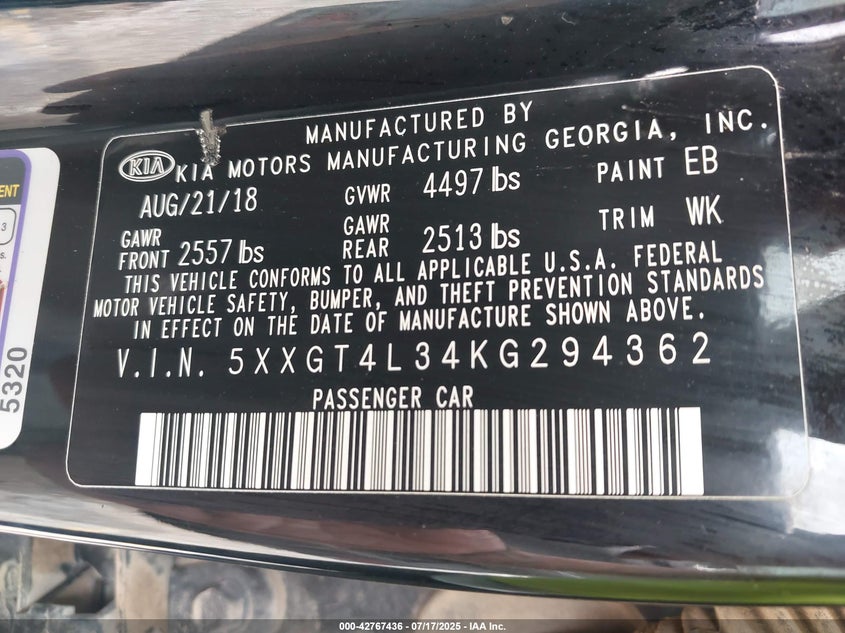 MANUFACTURED BY
KIA KIA MOTORS MANUFACTURING GEORGIA, INC.
AUG/21/18 GVWR 4497 lbs PAINT EB
GAWR FRONT 2557 lbs GAWR REAR 2513 lbs TRIM WK
THIS VEHICLE CONFORMS TO ALL APPLICABLE U.S.A. FEDERAL
MOTOR VEHICLE SAFETY, BUMPER, AND THEFT PREVENTION STANDARDS
IN EFFECT ON THE DATE OF MANUFACTURE SHOWN ABOVE.
V.I.N. 5XXGT4L34KG294362
PASSENGER CAR
5320
000-42767436 - 07/17/2025 - IAA Inc.